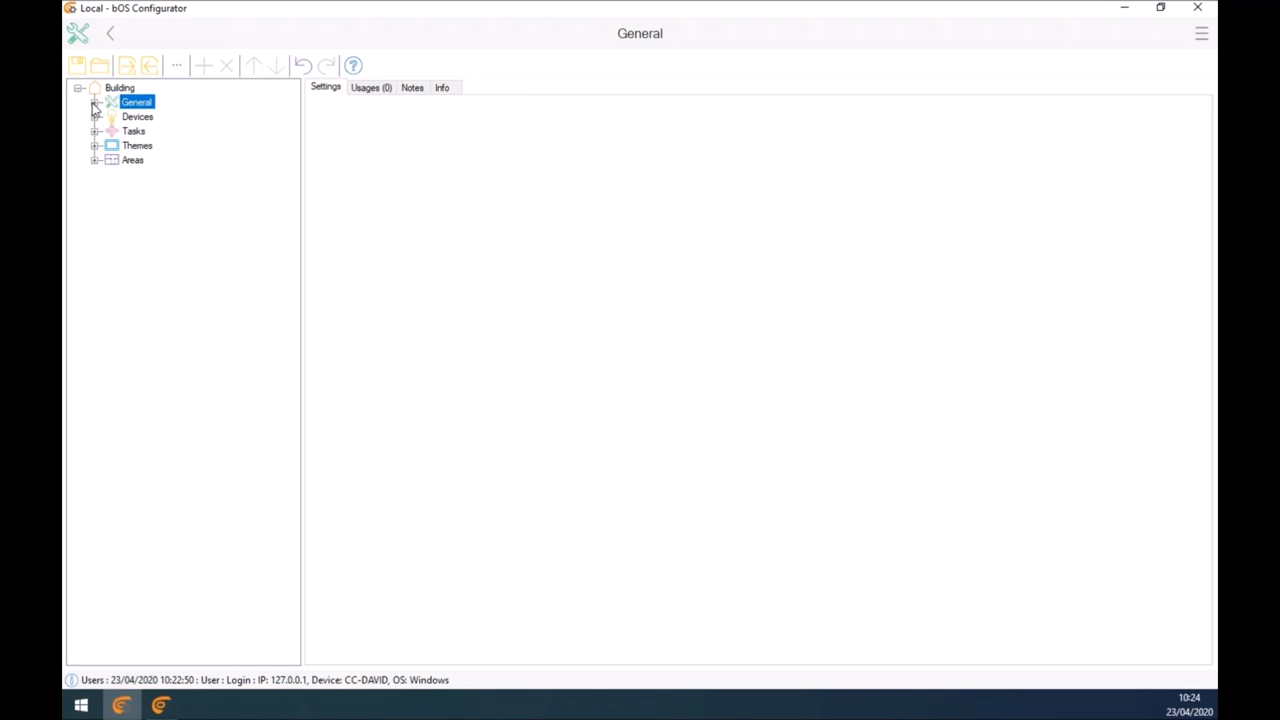 Local - bOS Configurator
General
Building
General
Devices
Tasks
Themes
Areas
Settings
Usages (0)
Notes
Info
Users : 23/04/2020 10:22:50 : User : Login : IP: 127.0.0.1, Device: CC-DAVID, OS: Windows
10:24
23/04/2020